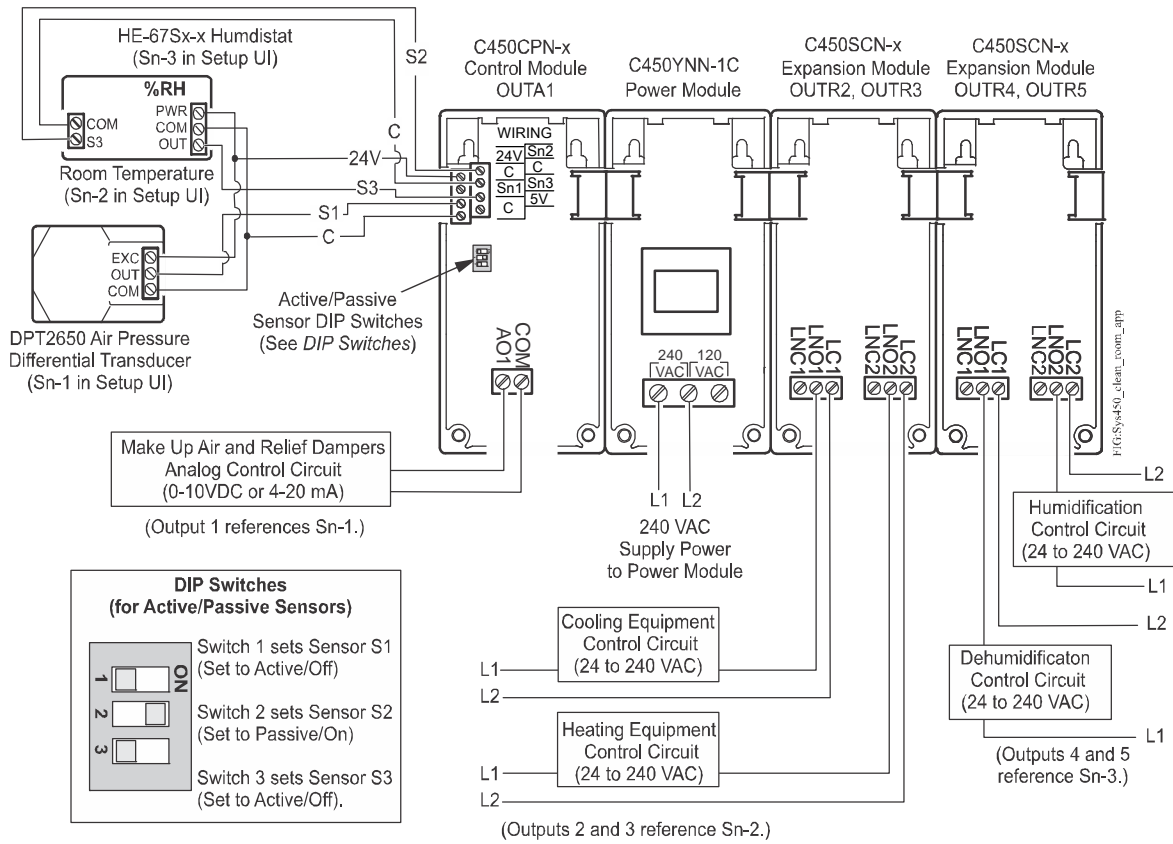 HE-67Sx-x Humdistat
(Sn-3 in Setup UI)
%RH
PWR
COM
OUT
COM
S3
Room Temperature
(Sn-2 in Setup UI)
EXC
OUT
COM
DPT2650 Air Pressure
Differential Transducer
(Sn-1 in Setup UI)
S2
C
24V
S3
S1
C
C450CPN-x
Control Module
OUTA1
WIRING
24V
Sn2
C
C
Sn1
Sn3
C
5V
Active/Passive
Sensor DIP Switches
(See DIP Switches)
AO1
COM
C450YNN-1C
Power Module
240
VAC
120
VAC
L1
L2
240 VAC
Supply Power
to Power Module
C450SCN-x
Expansion Module
OUTR2, OUTR3
LNC1
LNO1
LC1
LNC2
LNO2
LC2
C450SCN-x
Expansion Module
OUTR4, OUTR5
LNC1
LNO1
LC1
LNC2
LNO2
LC2
FIG:Sys450_clean_room_app
Make Up Air and Relief Dampers
Analog Control Circuit
(0-10VDC or 4-20 mA)
(Output 1 references Sn-1.)
L2
Humidification
Control Circuit
(24 to 240 VAC)
L1
L2
Dehumidificaton
Control Circuit
(24 to 240 VAC)
L1
(Outputs 4 and 5
reference Sn-3.)
Cooling Equipment
Control Circuit
(24 to 240 VAC)
L1
L2
Heating Equipment
Control Circuit
(24 to 240 VAC)
L1
L2
(Outputs 2 and 3 reference Sn-2.)
DIP Switches
(for Active/Passive Sensors)
ON
1
2
3
Switch 1 sets Sensor S1
(Set to Active/Off)
Switch 2 sets Sensor S2
(Set to Passive/On)
Switch 3 sets Sensor S3
(Set to Active/Off).